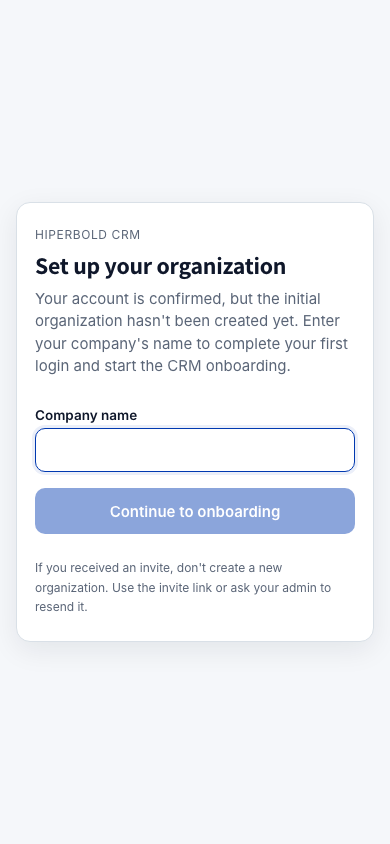 HIPERBOLD CRM
Set up your organization
Your account is confirmed, but the initial
organization hasn't been created yet. Enter
your company's name to complete your first
login and start the CRM onboarding.
Company name
Continue to onboarding
If you received an invite, don't create a new
organization. Use the invite link or ask your admin to
resend it.